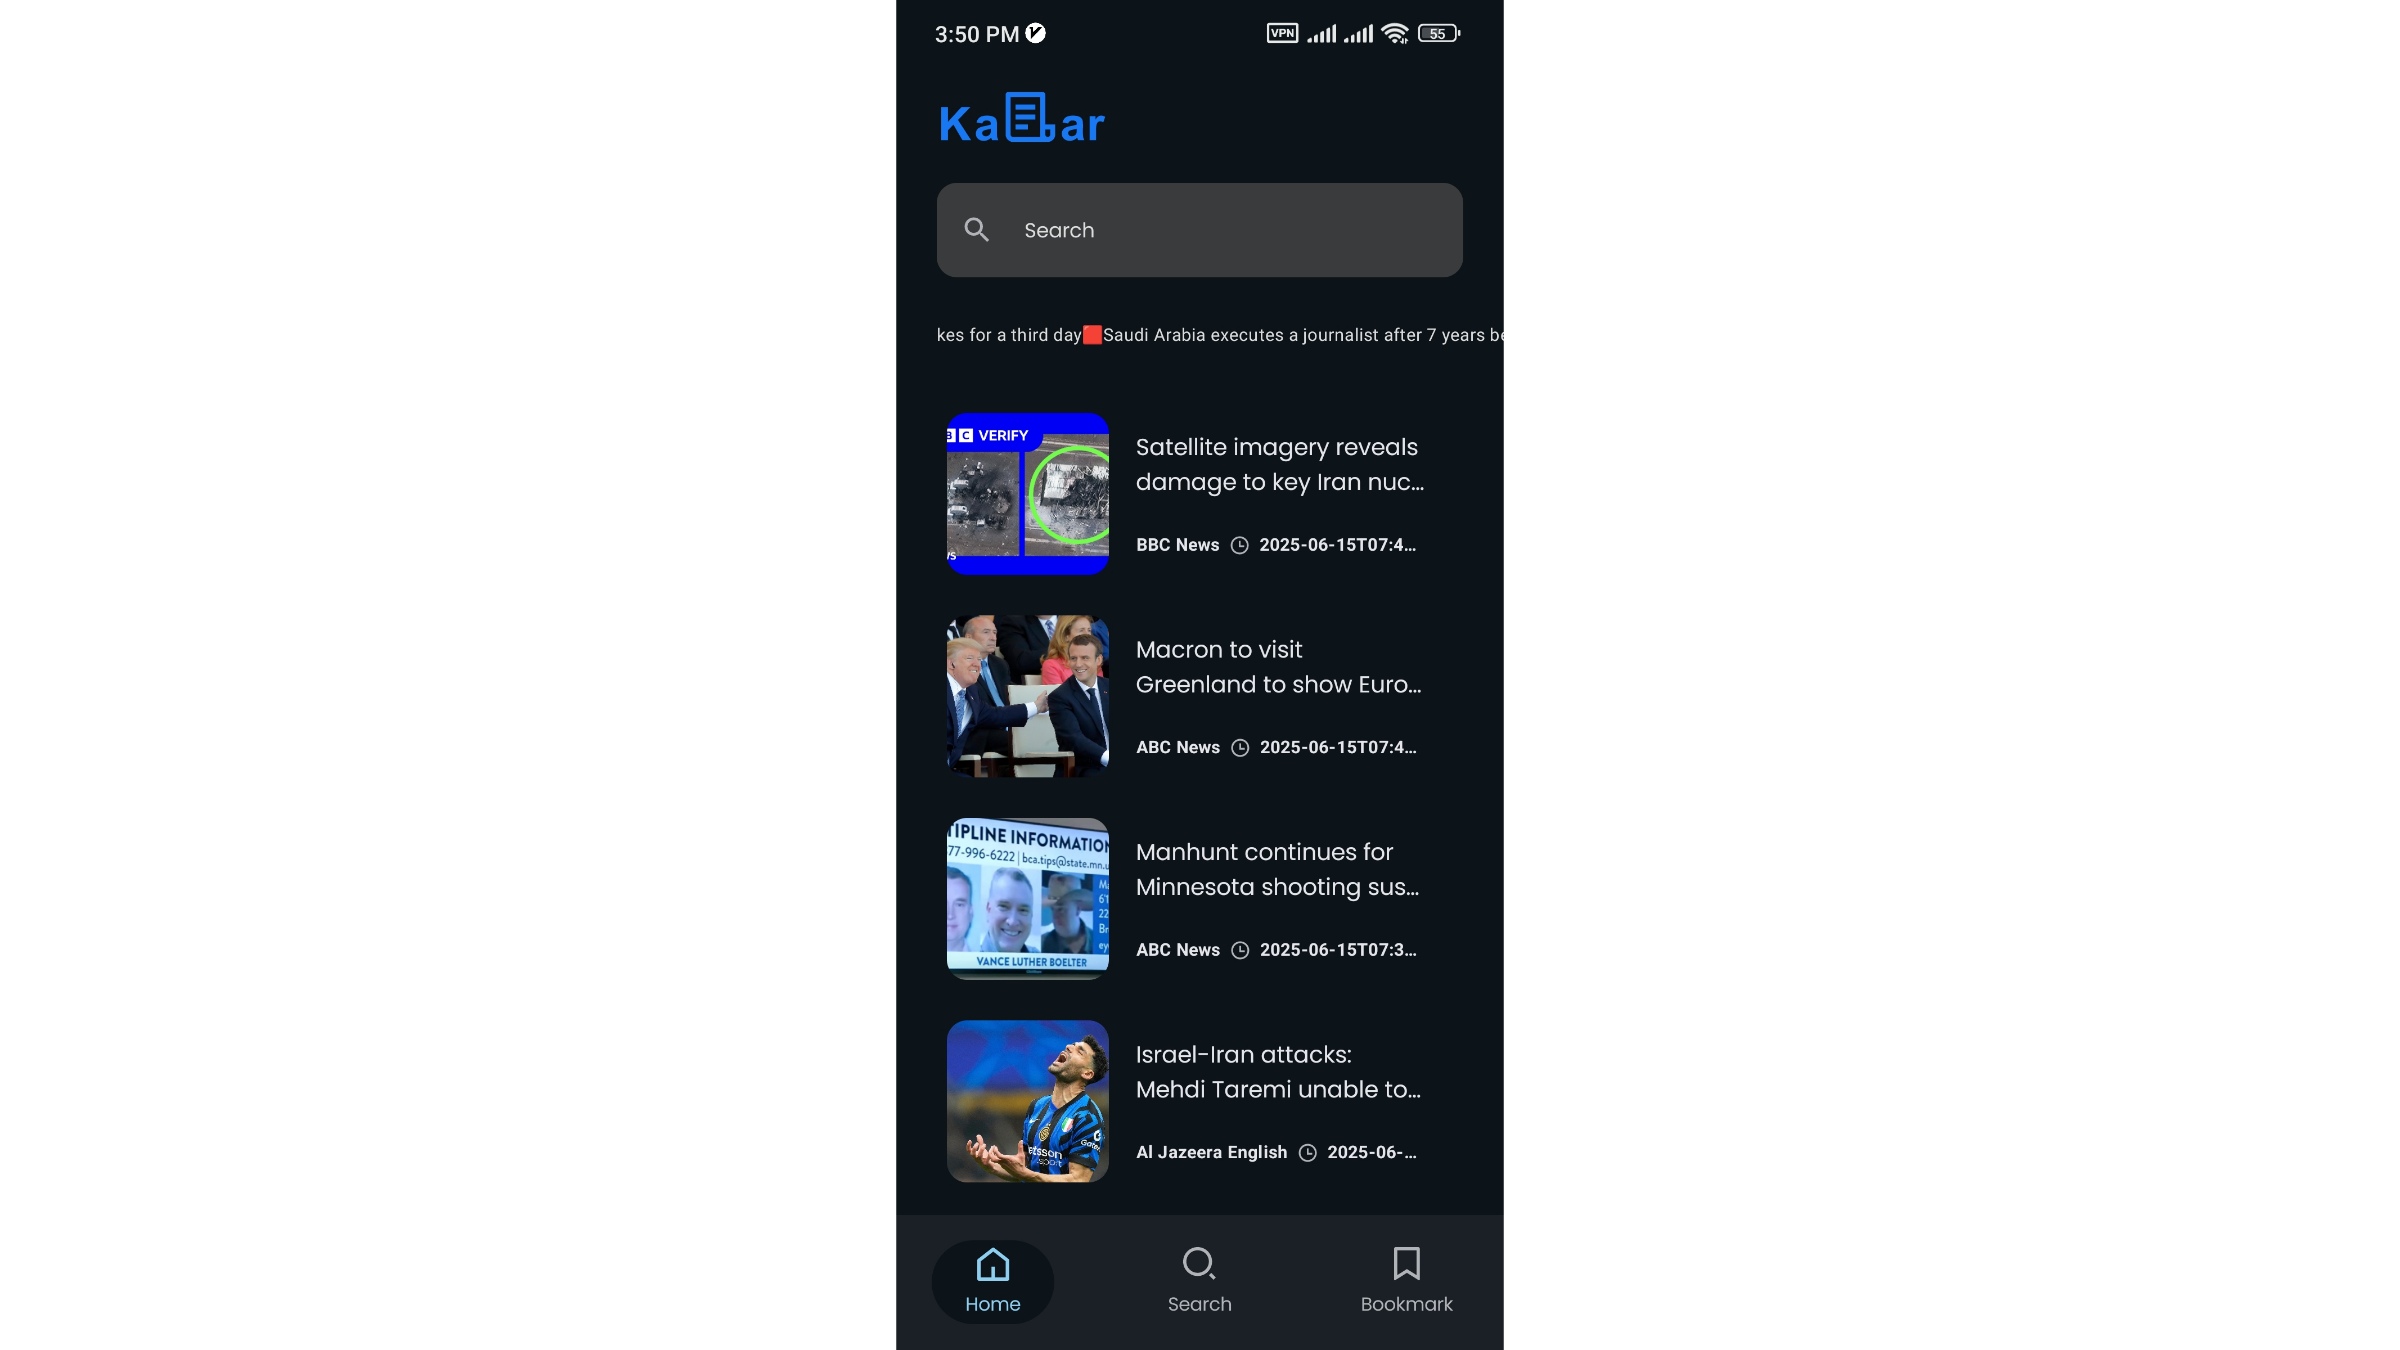 3:50 PM
VPN
55
Ka ar
Search
kes for a third day🟥Saudi Arabia executes a journalist after 7 years be
B C VERIFY
Satellite imagery reveals
damage to key Iran nuc...
BBC News 2025-06-15T07:4...
Macron to visit
Greenland to show Euro...
ABC News 2025-06-15T07:4...
TIPLINE INFORMATION
77-996-6222 | bca.tips@state.mn.u
VANCE LUTHER BOELTER
Manhunt continues for
Minnesota shooting sus...
ABC News 2025-06-15T07:3...
Israel-Iran attacks:
Mehdi Taremi unable to...
Al Jazeera English 2025-06-...
Home
Search
Bookmark